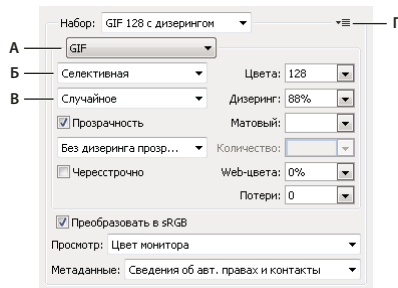 Набор: GIF 128 с дизерингом Г
А GIF
Б Селективная Цвета: 128
В Случайное Дизеринг: 88%
Прозрачность Матовый:
Без дизеринга прозр... Количество:
Чересстрочно Web-цвета: 0%
Потери: 0
Преобразовать в sRGB
Просмотр: Цвет монитора
Метаданные: Сведения об авт. правах и контакты